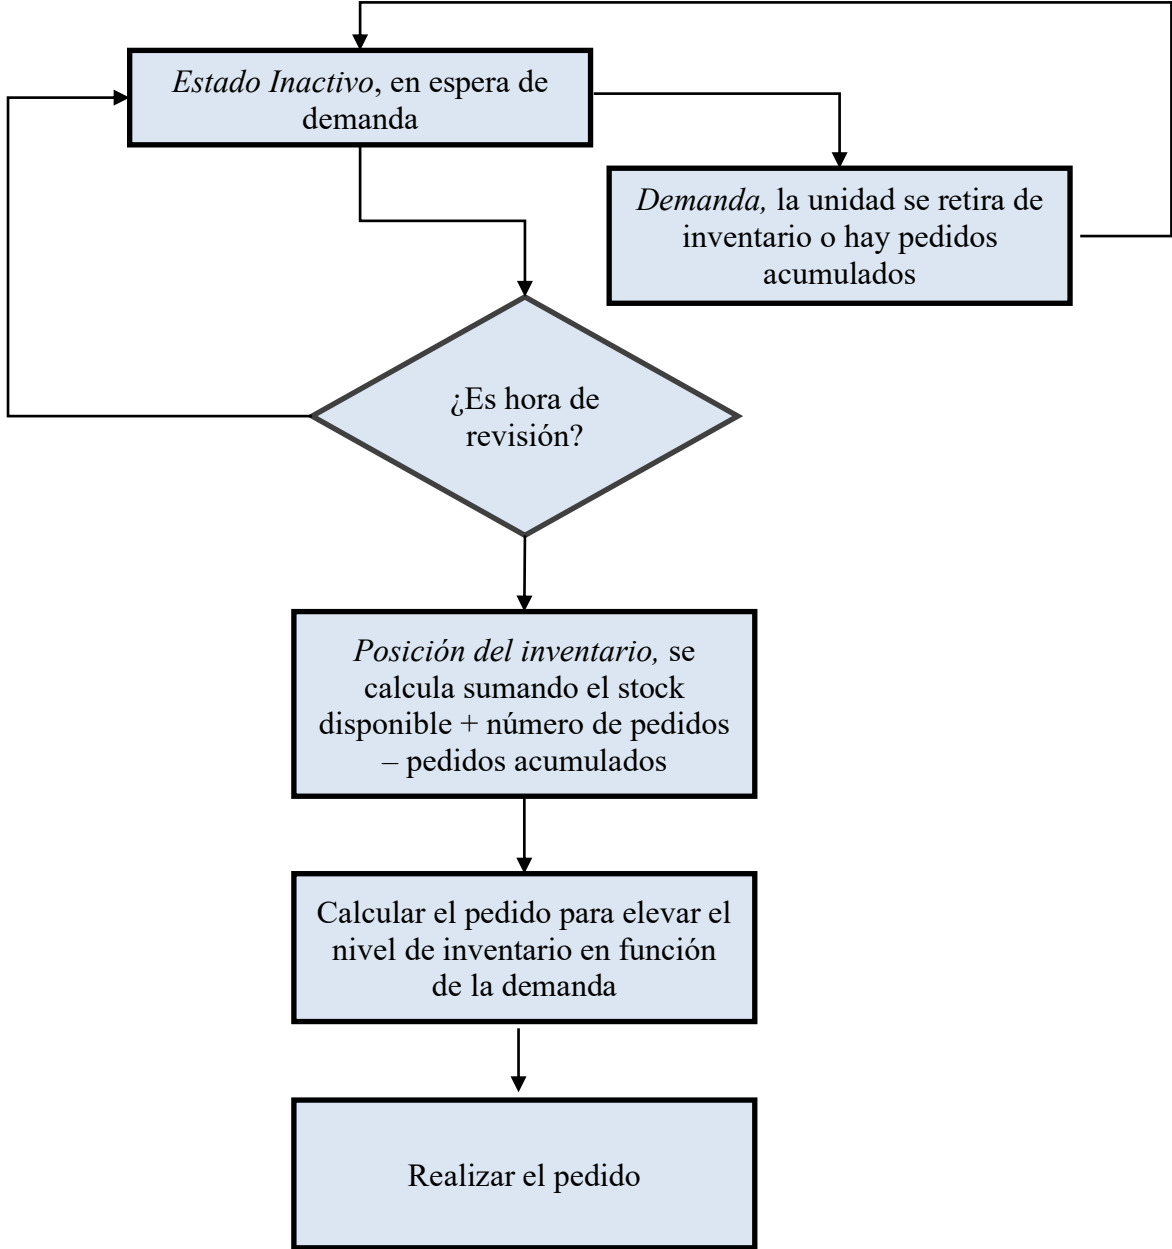 Estado Inactivo, en espera de
demanda
Demanda, la unidad se retira de
inventario o hay pedidos
acumulados
¿Es hora de
revisión?
Posición del inventario, se
calcula sumando el stock
disponible + número de pedidos
– pedidos acumulados
Calcular el pedido para elevar el
nivel de inventario en función
de la demanda
Realizar el pedido